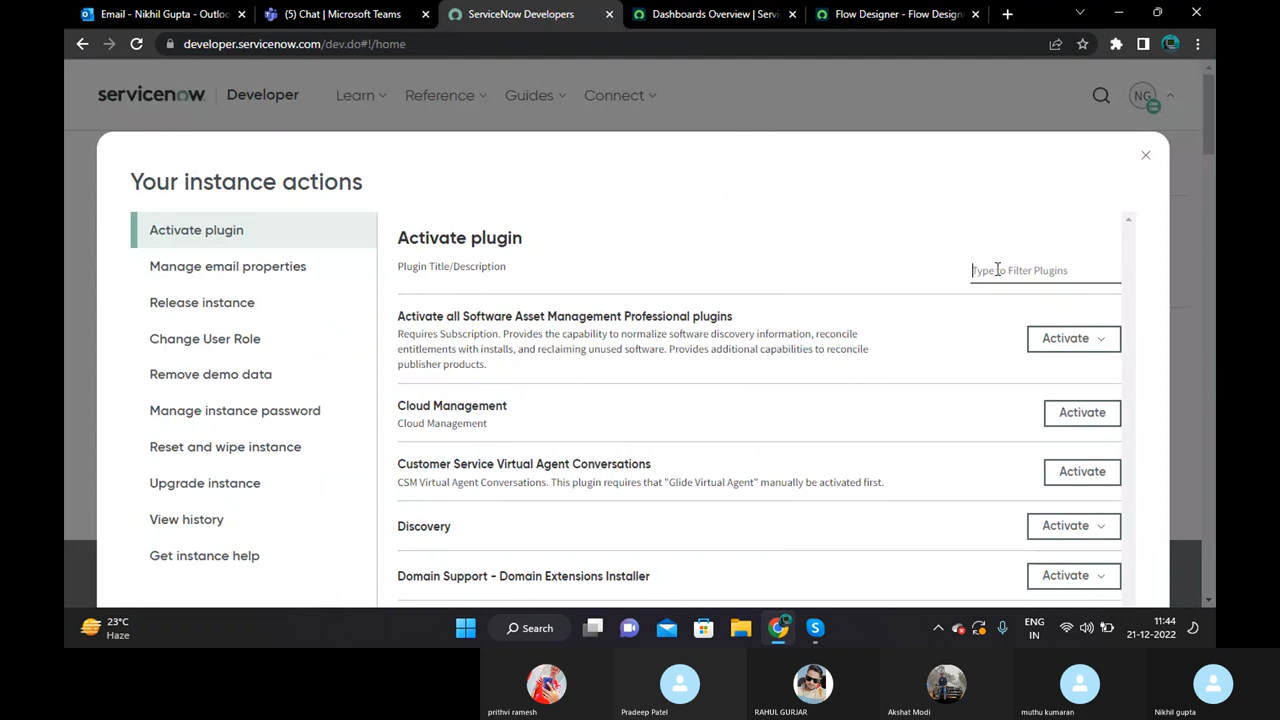 Email - Nikhil Gupta - Outloo
(5) Chat | Microsoft Teams
ServiceNow Developers
Dashboards Overview | Servi
Flow Designer - Flow Design
developer.servicenow.com/dev.do#!/home
servicenow
Developer
Learn
Reference
Guides
Connect
NG
Your instance actions
Activate plugin
Manage email properties
Release instance
Change User Role
Remove demo data
Manage instance password
Reset and wipe instance
Upgrade instance
View history
Get instance help
Activate plugin
Plugin Title/Description
Type to Filter Plugins
Activate all Software Asset Management Professional plugins
Requires Subscription. Provides the capability to normalize software discovery information, reconcile
entitlements with installs, and reclaiming unused software. Provides additional capabilities to reconcile
publisher products.
Activate
Cloud Management
Cloud Management
Activate
Customer Service Virtual Agent Conversations
CSM Virtual Agent Conversations. This plugin requires that "Glide Virtual Agent" manually be activated first.
Activate
Discovery
Activate
Domain Support - Domain Extensions Installer
Activate
23°C
Haze
Search
ENG
IN
11:44
21-12-2022
prithvi ramesh
Pradeep Patel
RAHUL GURJAR
Akshat Modi
muthu kumaran
Nikhil gupta